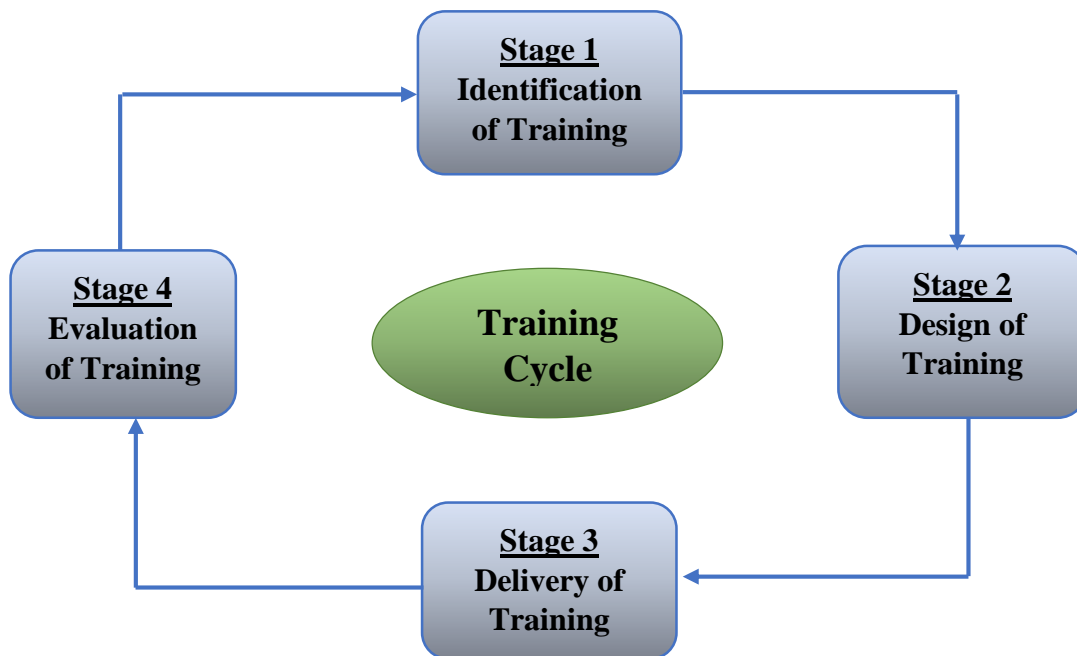 Stage 1
Identification
of Training
Stage 4
Evaluation
of Training
Training
Cycle
Stage 2
Design of
Training
Stage 3
Delivery of
Training